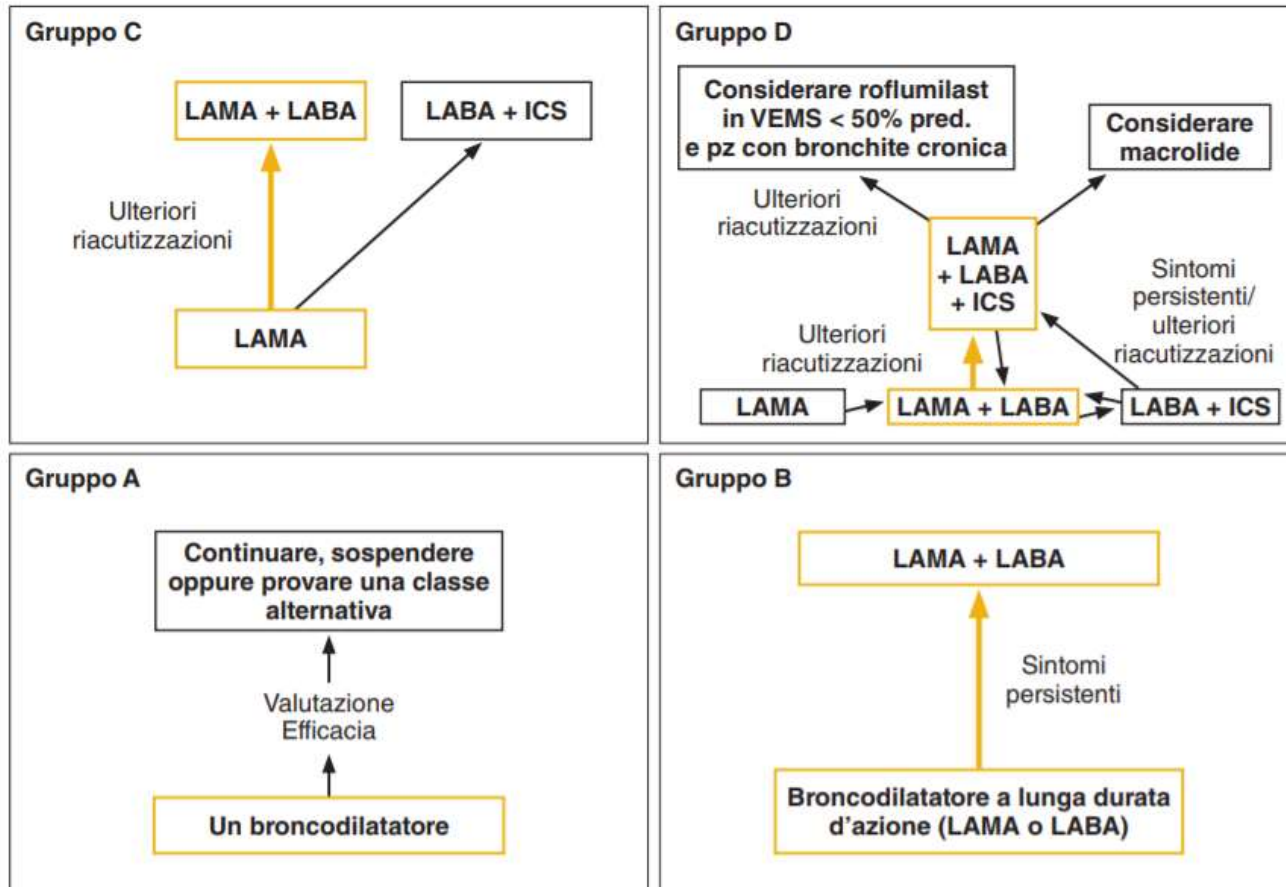 Gruppo C
LAMA + LABA
LABA + ICS
Ulteriori
riacutizzazioni
LAMA
Gruppo D
Considerare roflumilast
in VEMS < 50% pred.
e pz con bronchite cronica
Considerare
macrolide
Ulteriori
riacutizzazioni
LAMA
+ LABA
+ ICS
Sintomi
persistenti/
ulteriori
riacutizzazioni
Ulteriori
riacutizzazioni
LAMA
LAMA + LABA
LABA + ICS
Gruppo A
Continuare, sospendere
oppure provare una classe
alternativa
Valutazione
Efficacia
Un broncodilatatore
Gruppo B
LAMA + LABA
Sintomi
persistenti
Broncodilatatore a lunga durata
d'azione (LAMA o LABA)